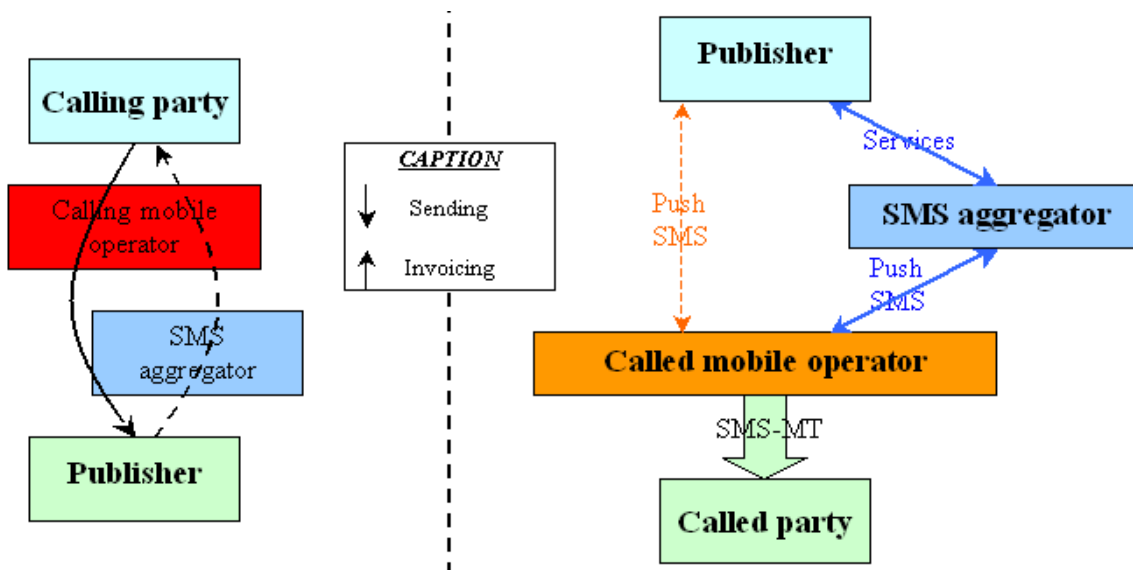 Calling party
Calling mobile
operator
SMS
aggregator
Publisher
CAPTION
Sending
Invoicing
Publisher
Services
Push
SMS
SMS aggregator
Push
SMS
Called mobile operator
SMS-MT
Called party